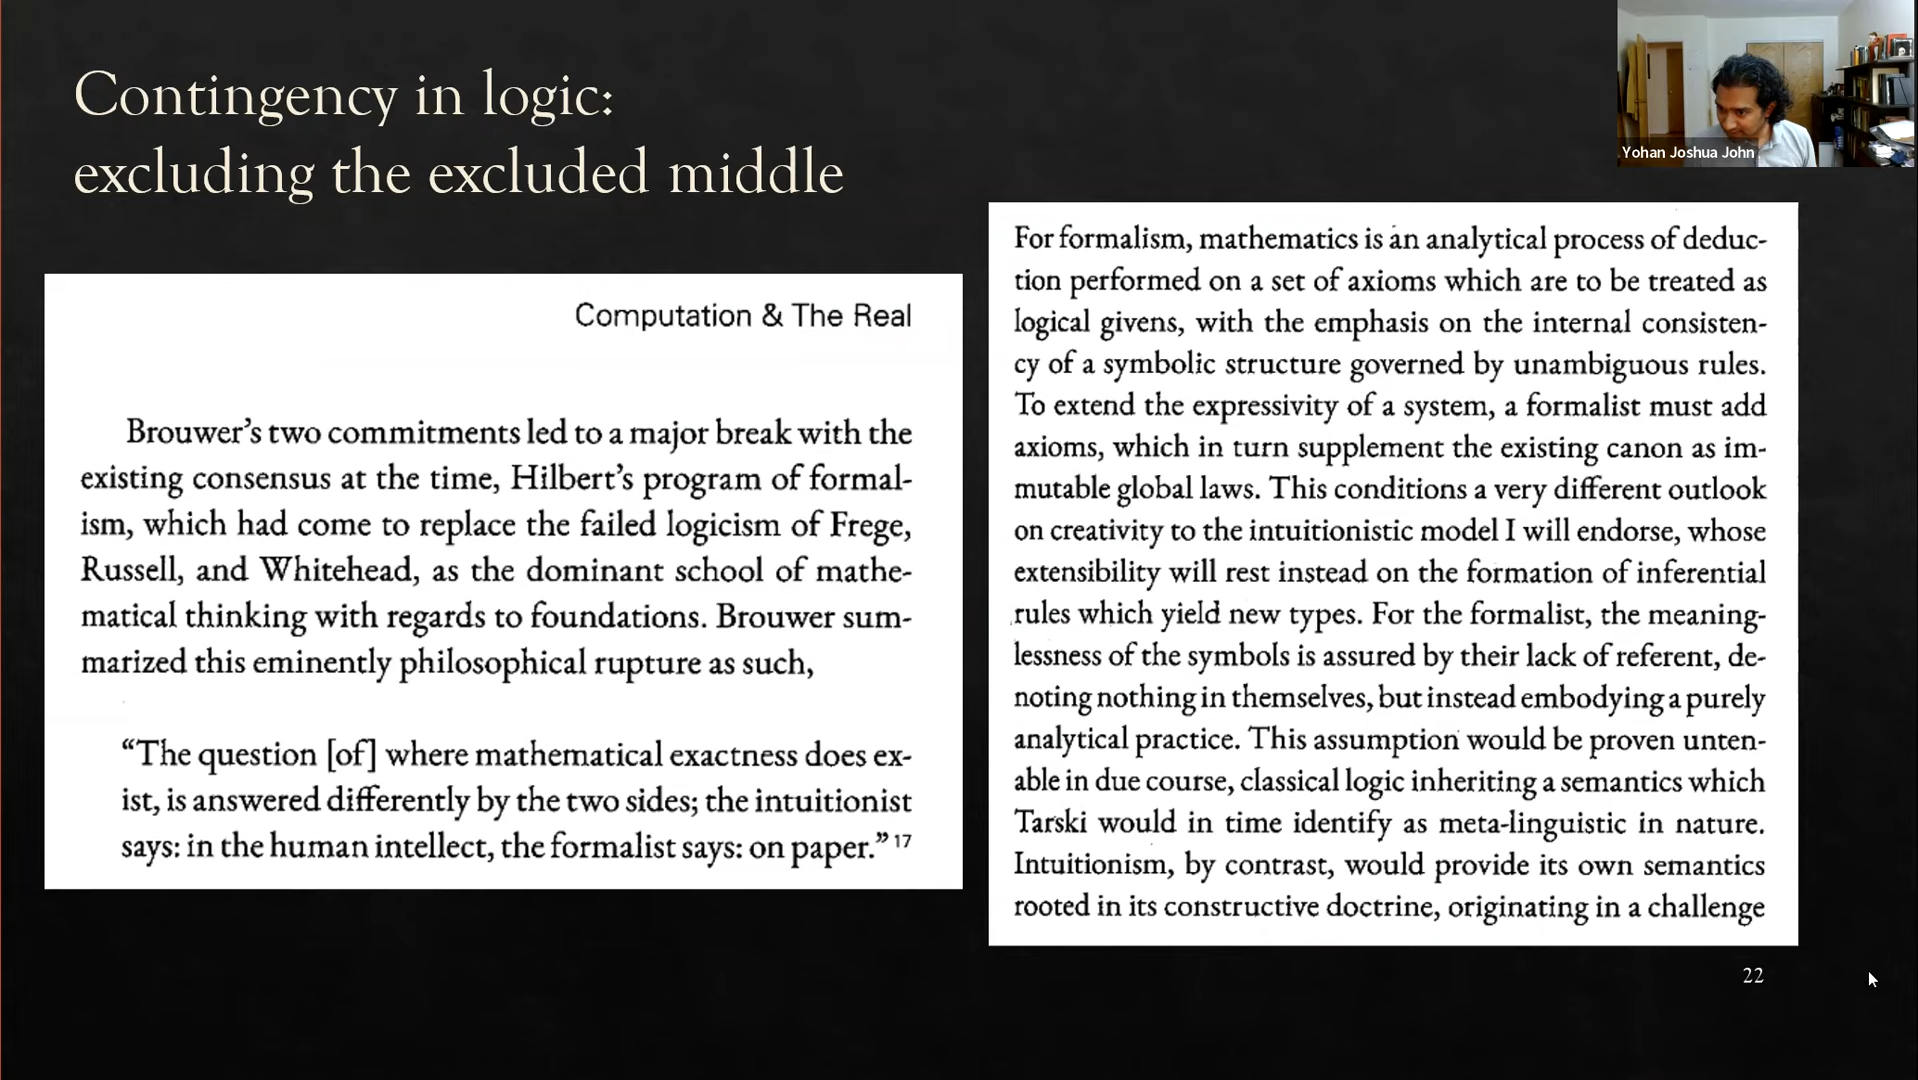 Contingency in logic:
excluding the excluded middle
Yohan Joshua John
Computation & The Real
Brouwer's two commitments led to a major break with the
existing consensus at the time, Hilbert's program of formal-
ism, which had come to replace the failed logicism of Frege,
Russell, and Whitehead, as the dominant school of mathe-
matical thinking with regards to foundations. Brouwer sum-
marized this eminently philosophical rupture as such,
“The question [of] where mathematical exactness does ex-
ist, is answered differently by the two sides; the intuitionist
says: in the human intellect, the formalist says: on paper.” 17
For formalism, mathematics is an analytical process of deduc-
tion performed on a set of axioms which are to be treated as
logical givens, with the emphasis on the internal consisten-
cy of a symbolic structure governed by unambiguous rules.
To extend the expressivity of a system, a formalist must add
axioms, which in turn supplement the existing canon as im-
mutable global laws. This conditions a very different outlook
on creativity to the intuitionistic model I will endorse, whose
extensibility will rest instead on the formation of inferential
rules which yield new types. For the formalist, the meaning-
lessness of the symbols is assured by their lack of referent, de-
noting nothing in themselves, but instead embodying a purely
analytical practice. This assumption would be proven unten-
able in due course, classical logic inheriting a semantics which
Tarski would in time identify as meta-linguistic in nature.
Intuitionism, by contrast, would provide its own semantics
rooted in its constructive doctrine, originating in a challenge
22